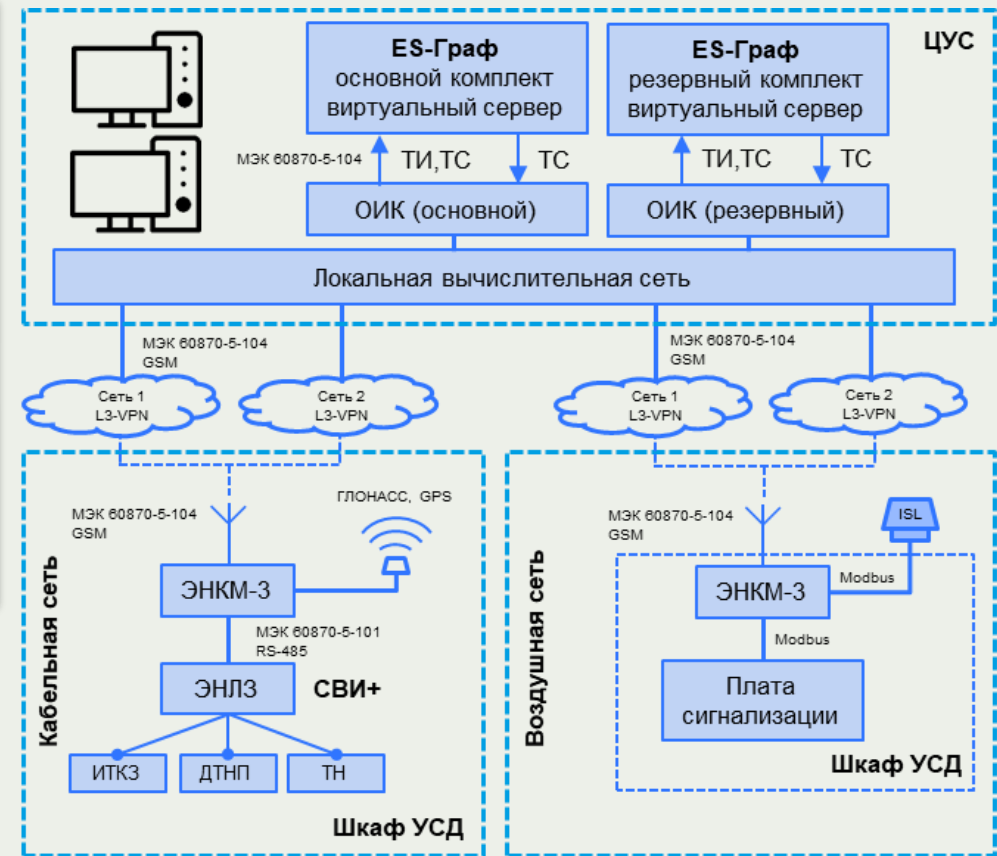 ЦУС
ES-Граф
основной комплект
виртуальный сервер
ES-Граф
резервный комплект
виртуальный сервер
МЭК 60870-5-104
ТИ,ТС
ТС
ТИ,ТС
ТС
ОИК (основной)
ОИК (резервный)
Локальная вычислительная сеть
МЭК 60870-5-104
GSM
МЭК 60870-5-104
GSM
Сеть 1
L3-VPN
Сеть 2
L3-VPN
Сеть 1
L3-VPN
Сеть 2
L3-VPN
Кабельная сеть
МЭК 60870-5-104
GSM
ГЛОНАСС, GPS
ЭНКМ-3
МЭК 60870-5-101
RS-485
ЭНЛЗ
СВИ+
ИТКЗ
ДТНП
ТН
Шкаф УСД
Воздушная сеть
МЭК 60870-5-104
GSM
ISL
ЭНКМ-3
Modbus
Modbus
Плата
сигнализации
Шкаф УСД